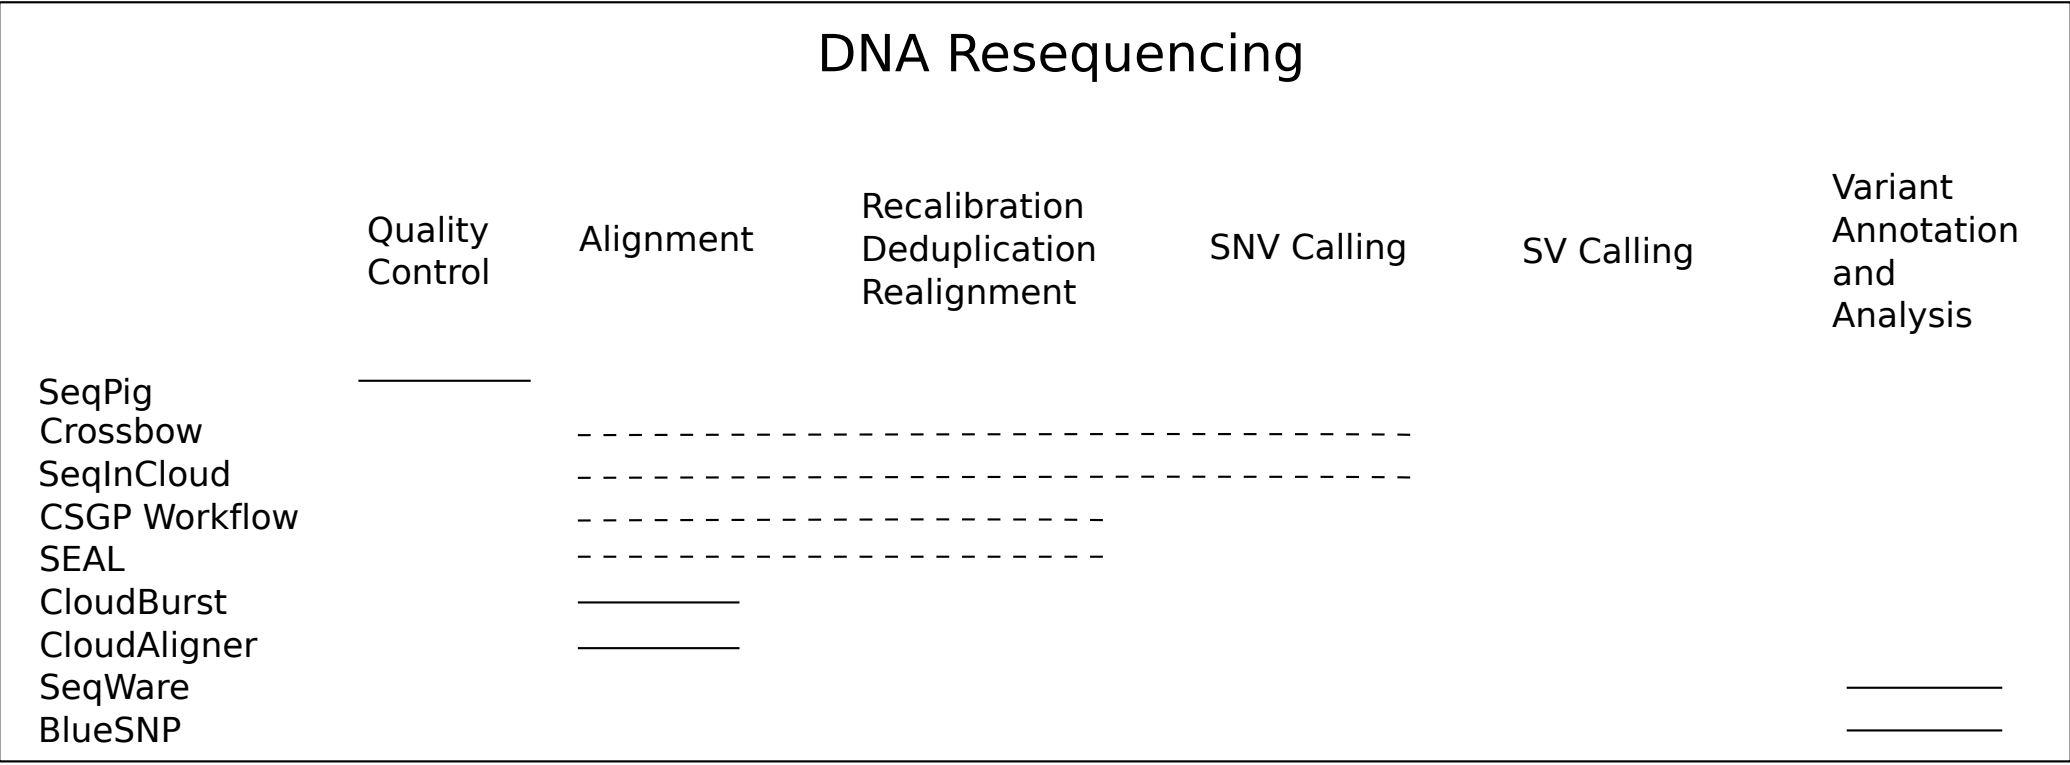 DNA Resequencing
Quality
Control
Alignment
Recalibration
Deduplication
Realignment
SNV Calling
SV Calling
Variant
Annotation
and
Analysis
SeqPig
Crossbow
SeqInCloud
CSGP Workflow
SEAL
CloudBurst
CloudAligner
SeqWare
BlueSNP